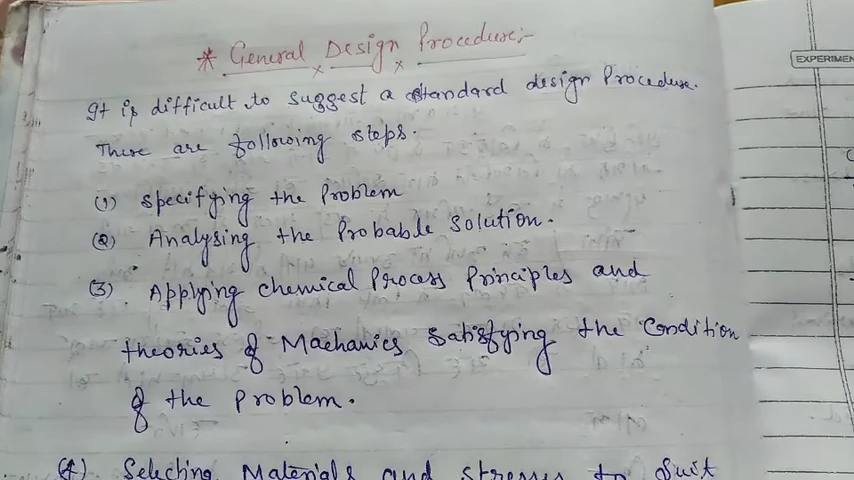 * General Design Procedure:-
It is difficult to suggest a standard design Procedure.
There are following steps.
(1) Specifying the Problem
(2) Analysing the Probable Solution.
(3) Applying chemical Process Principles and
theories of Mechanics Satisfying the Condition
of the Problem.
(4) Selecting Materials and stresses to Suit
EXPERIMEN